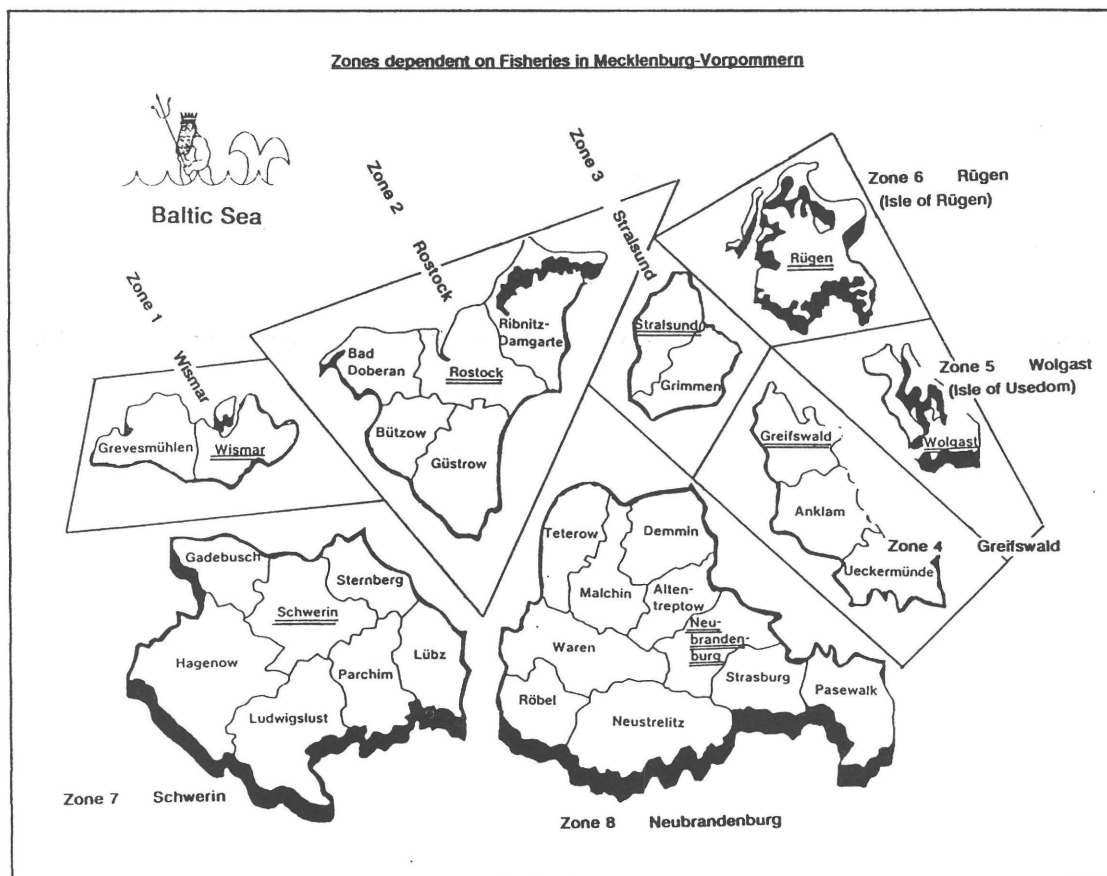 Zones dependent on Fisheries in Mecklenburg-Vorpommern
Baltic Sea
Zone 1
Wismar
Grevesmühlen
Wismar
Zone 2
Rostock
Bad
Doberan
Rostock
Ribnitz-
Damgarte
Bützow
Güstrow
Zone 3
Stralsund
Stralsund
Grimmen
Zone 6 Rügen
(Isle of Rügen)
Rügen
Zone 5 Wolgast
(Isle of Usedom)
Wolgast
Greifswald
Anklam
Zone 4 Greifswald
Ueckermünde
Gadebusch
Sternberg
Schwerin
Hagenow
Parchim
Lübz
Ludwigslust
Zone 7 Schwerin
Teterow
Demmin
Malchin
Alten-
treptow
Neu-
branden-
burg
Waren
Strasburg
Pasewalk
Röbel
Neustrelitz
Zone 8 Neubrandenburg